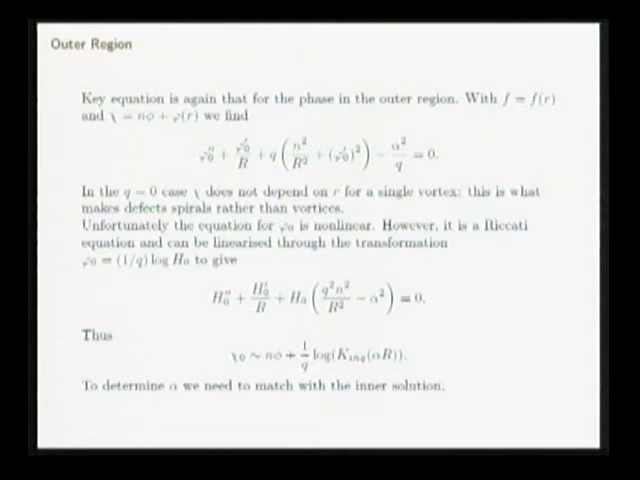 Outer Region
Key equation is again that for the phase in the outer region. With f = f(r)
and χ = nφ + φ(r) we find
φ₀'' + φ₀'/R + q (n²/R² + (φ₀')²) − α²/q = 0.
In the q = 0 case χ does not depend on r for a single vortex: this is what
makes defects spirals rather than vortices.
Unfortunately the equation for φ₀ is nonlinear. However, it is a Riccati
equation and can be linearised through the transformation
φ₀ = (1/q) log H₀ to give
H₀'' + H₀'/R + H₀ (q²n²/R² − α²) = 0.
Thus
χ₀ ∼ nφ + 1/q log(K_{inq}(αR)).
To determine α we need to match with the inner solution.